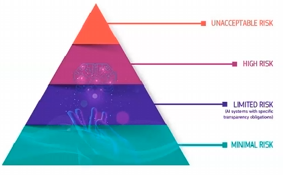 UNACCEPTABLE RISK
HIGH RISK
LIMITED RISK
(AI systems with specific
transparency obligations)
MINIMAL RISK